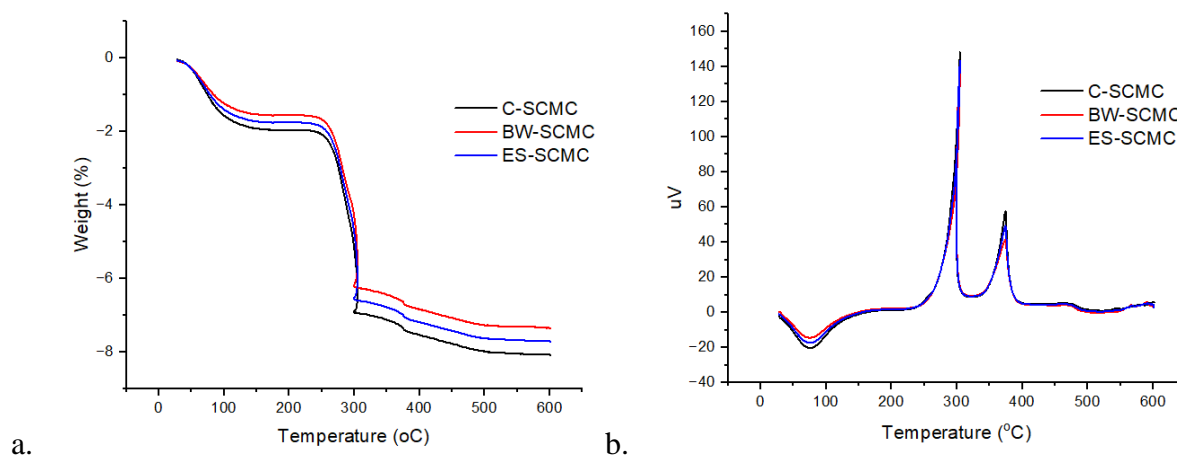 0
−2
−4
−6
−8
Weight (%)
0 100 200 300 400 500 600
Temperature (oC)
C-SCMC
BW-SCMC
ES-SCMC
a.
160
140
120
100
80
60
40
20
0
−20
−40
uV
0 100 200 300 400 500 600
Temperature (°C)
C-SCMC
BW-SCMC
ES-SCMC
b.